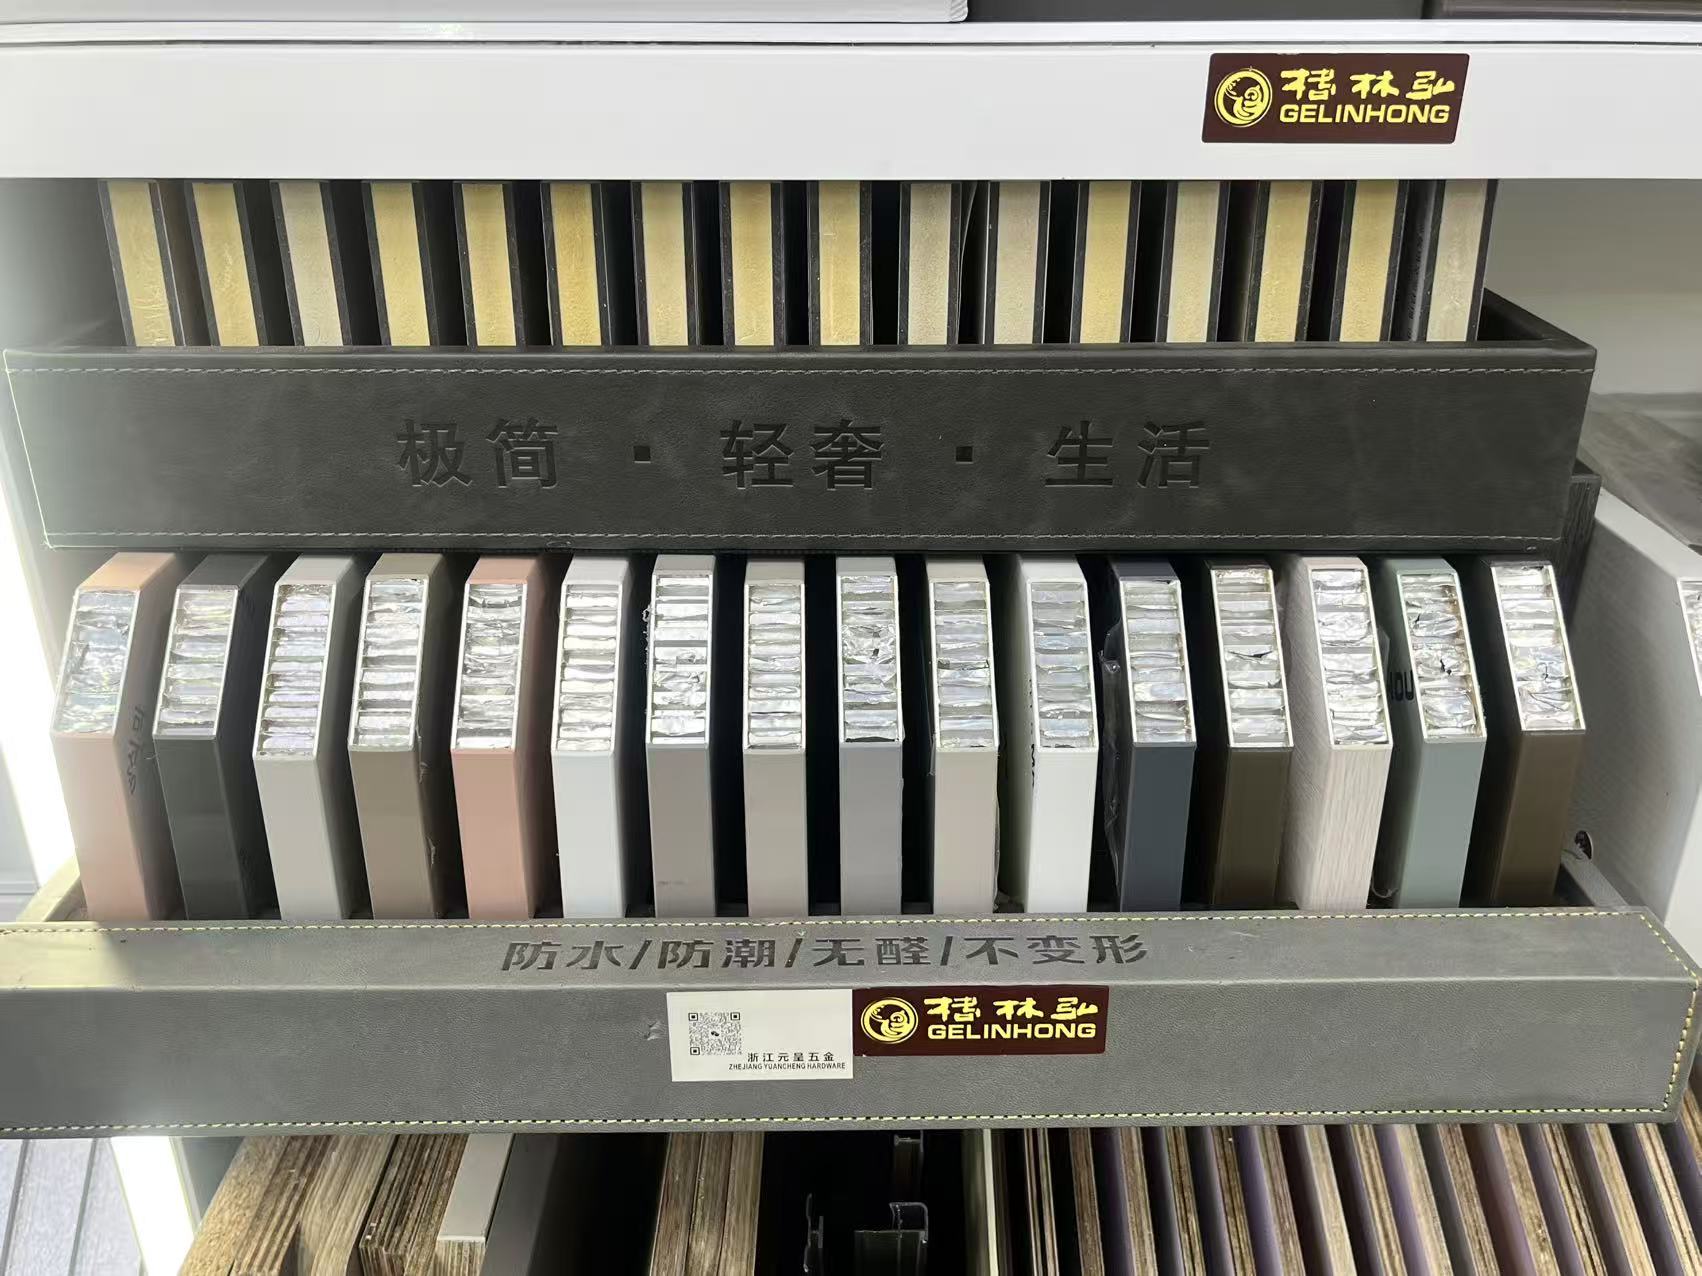 格林弘
GELINHONG
极简·轻奢·生活
防水/防潮/无醛/不变形
格林弘
GELINHONG
浙江元呈五金
ZHEJIANG YUANCHENG HARDWARE